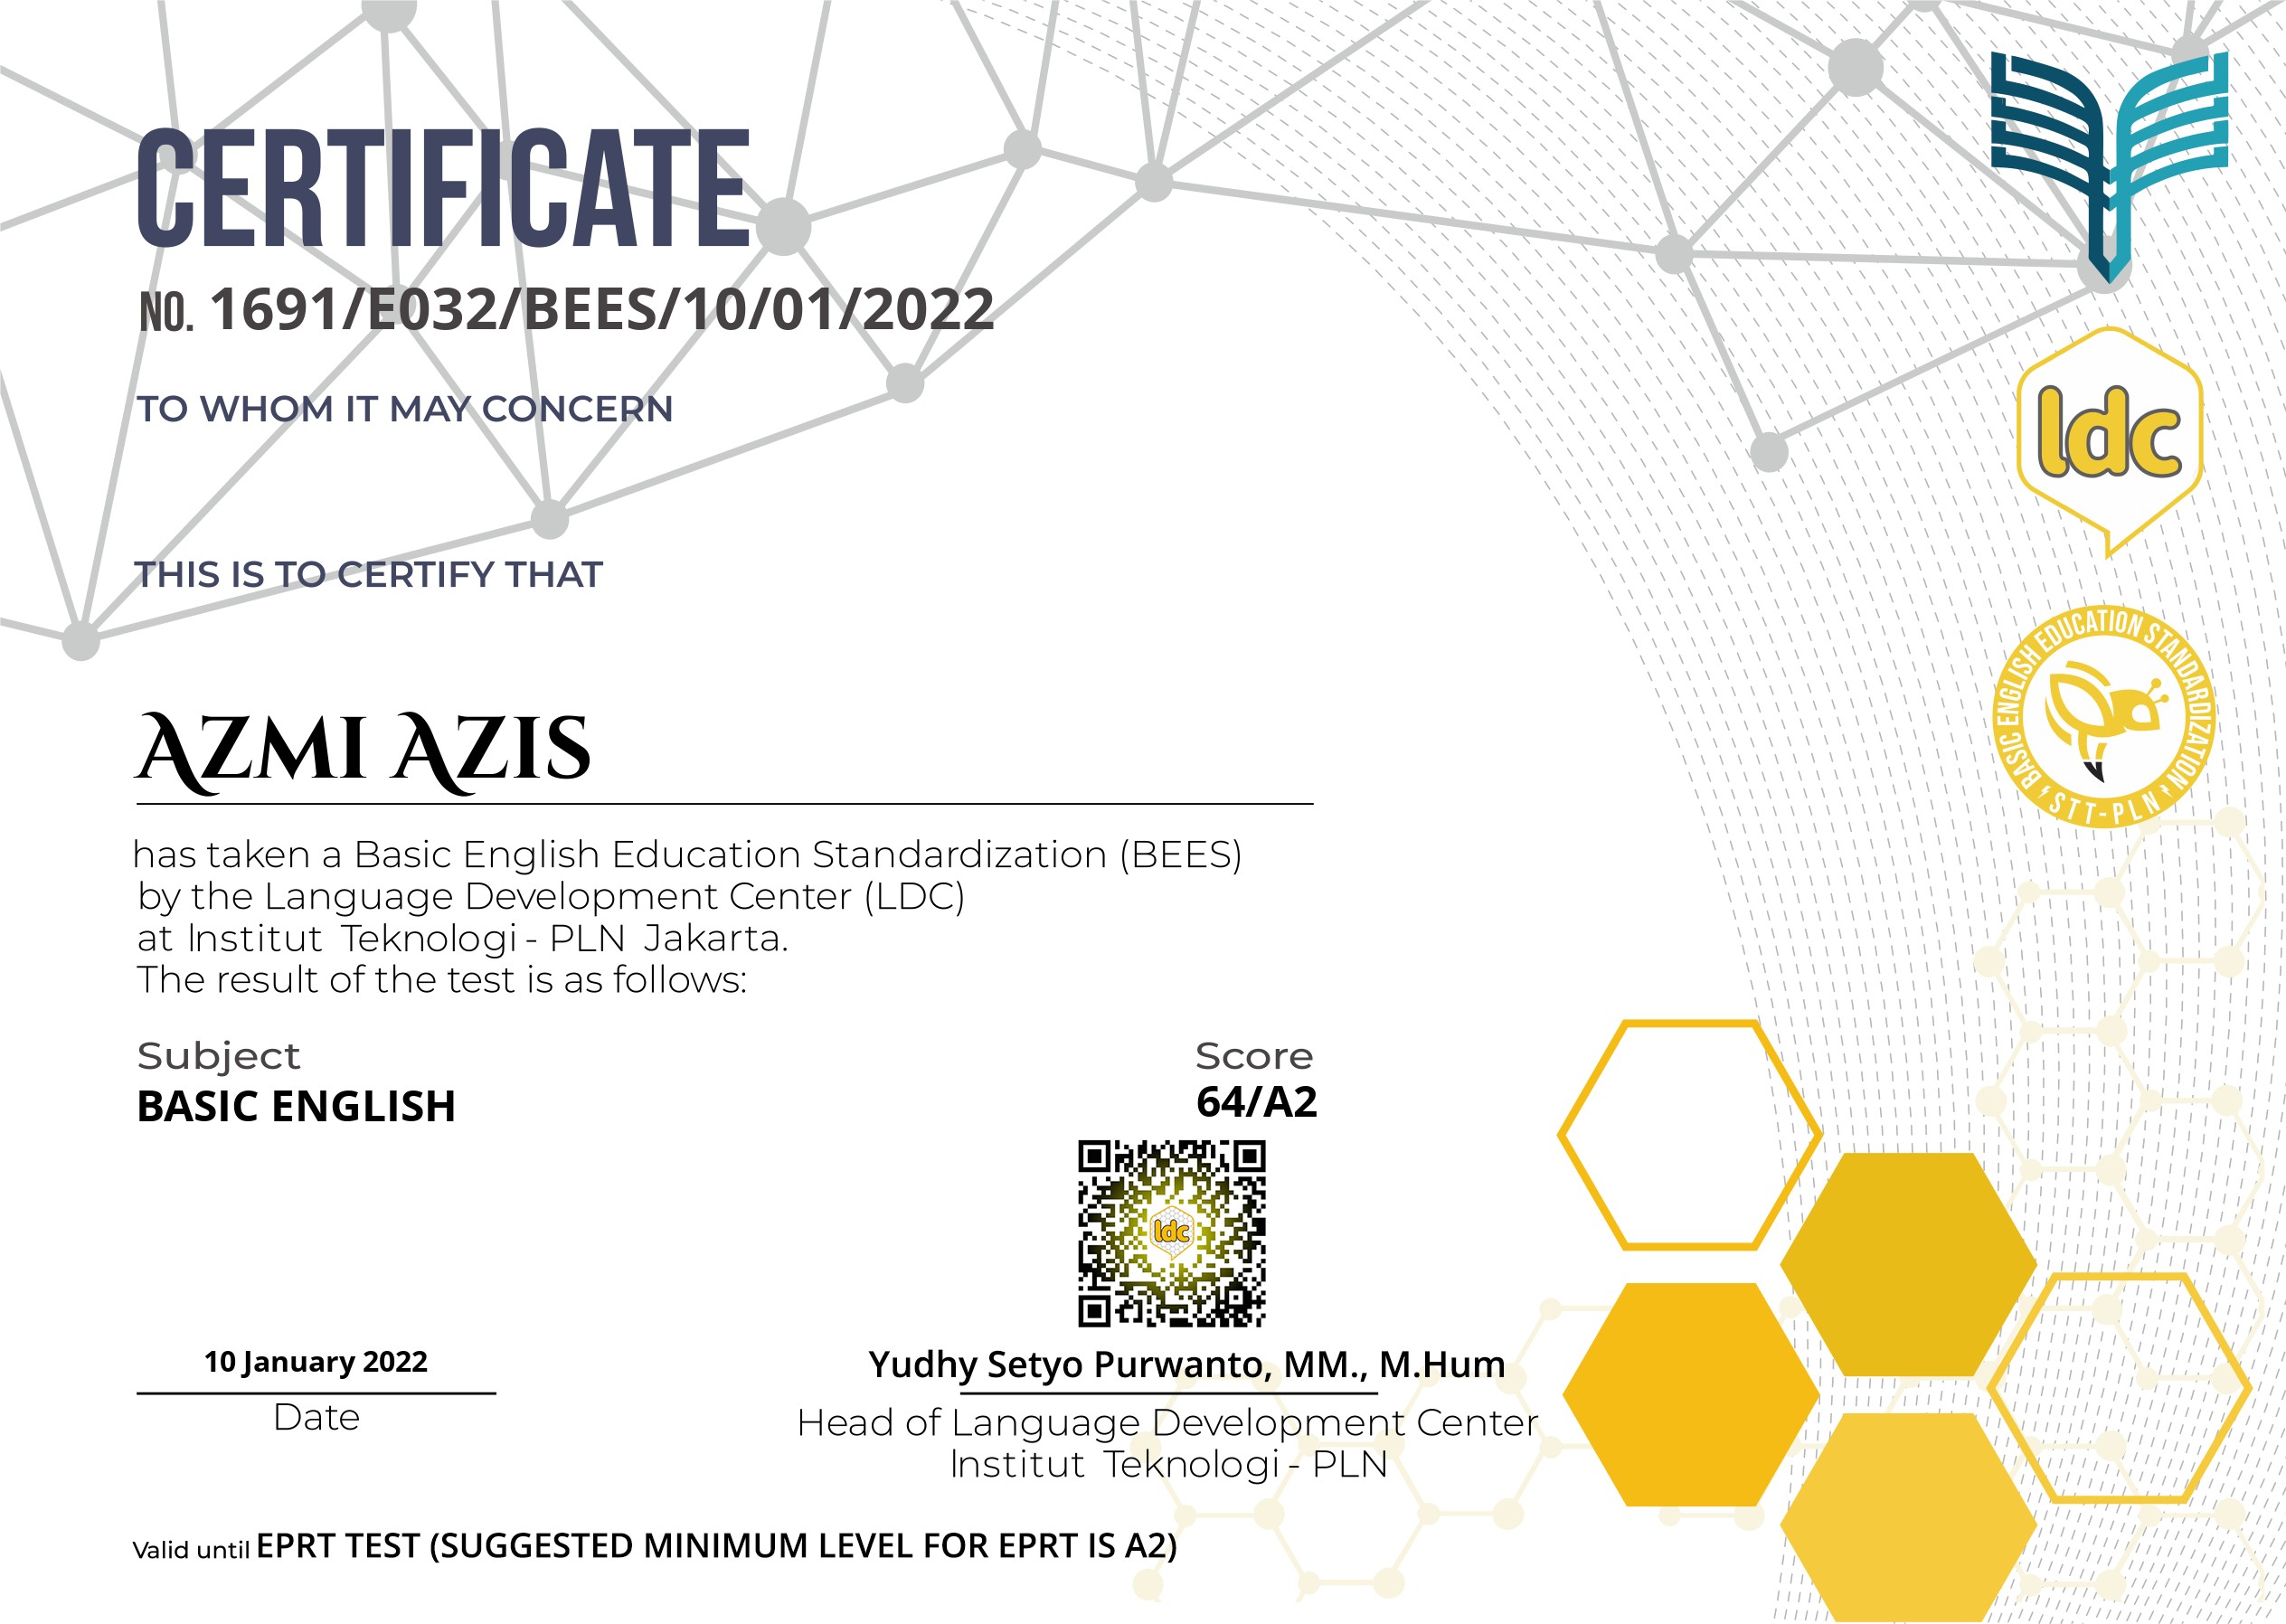 CERTIFICATE
NO. 1691/E032/BEES/10/01/2022
TO WHOM IT MAY CONCERN
THIS IS TO CERTIFY THAT
AZMI AZIS
has taken a Basic English Education Standardization (BEES)
by the Language Development Center (LDC)
at Institut Teknologi - PLN Jakarta.
The result of the test is as follows:
Subject
BASIC ENGLISH
Score
64/A2
ldc
10 January 2022
Date
Yudhy Setyo Purwanto, MM., M.Hum
Head of Language Development Center
Institut Teknologi - PLN
Valid until EPRT TEST (SUGGESTED MINIMUM LEVEL FOR EPRT IS A2)
ldc
BASIC ENGLISH EDUCATION STANDARDIZATION
STT-PLN